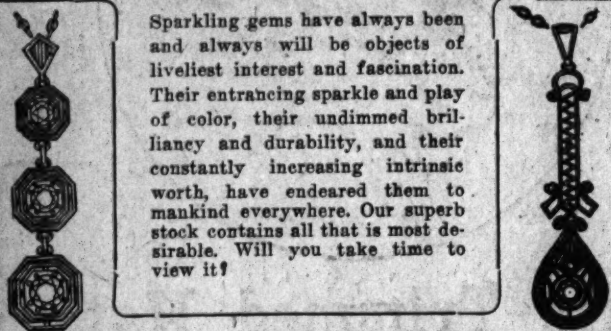 Sparkling gems have always been
and always will be objects of
liveliest interest and fascination.
Their entrancing sparkle and play
of color, their undimmed bril-
liancy and durability, and their
constantly increasing intrinsic
worth, have endeared them to
mankind everywhere. Our superb
stock contains all that is most de-
sirable. Will you take time to
view it?